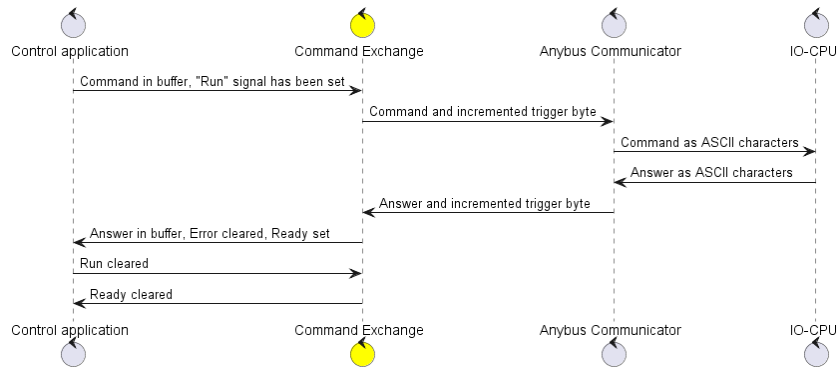 Control application
Command Exchange
Anybus Communicator
IO-CPU
Command in buffer, "Run" signal has been set
Command and incremented trigger byte
Command as ASCII characters
Answer as ASCII characters
Answer and incremented trigger byte
Answer in buffer, Error cleared, Ready set
Run cleared
Ready cleared
Control application
Command Exchange
Anybus Communicator
IO-CPU